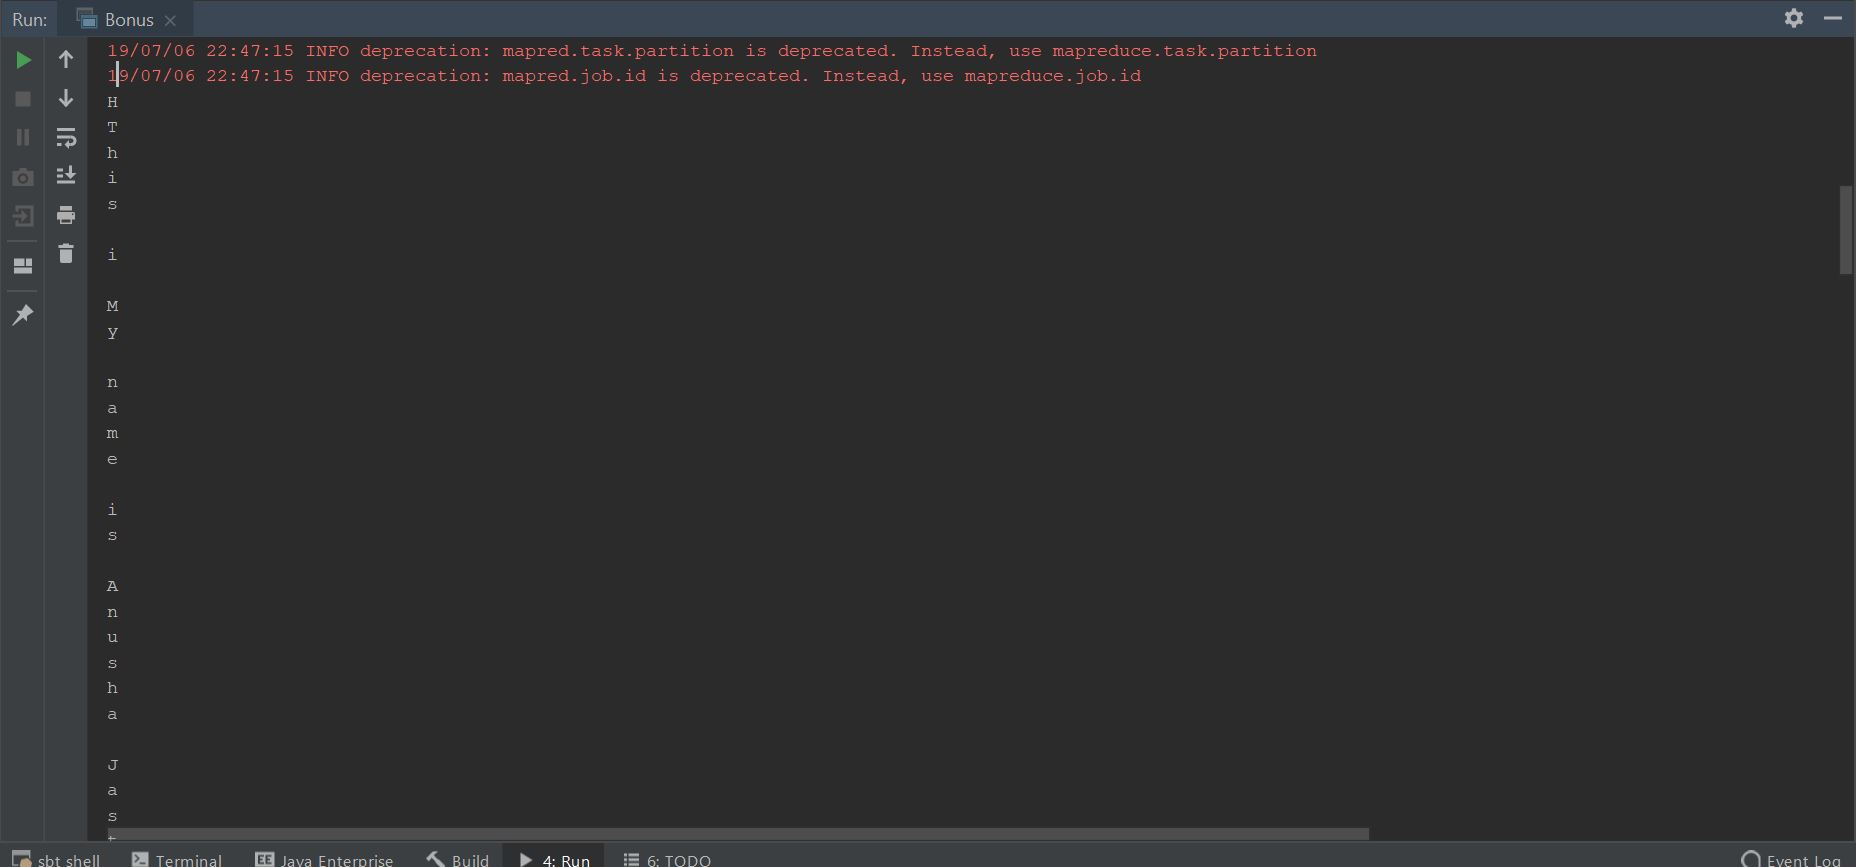 Run: Bonus
19/07/06 22:47:15 INFO deprecation: mapred.task.partition is deprecated. Instead, use mapreduce.task.partition
19/07/06 22:47:15 INFO deprecation: mapred.job.id is deprecated. Instead, use mapreduce.job.id
H
T
h
i
s
i
M
y
n
a
m
e
i
s
A
n
u
s
h
a
J
a
s
sbt shell Terminal EE Java Enterprise Build 4: Run 6: TODO Event Log